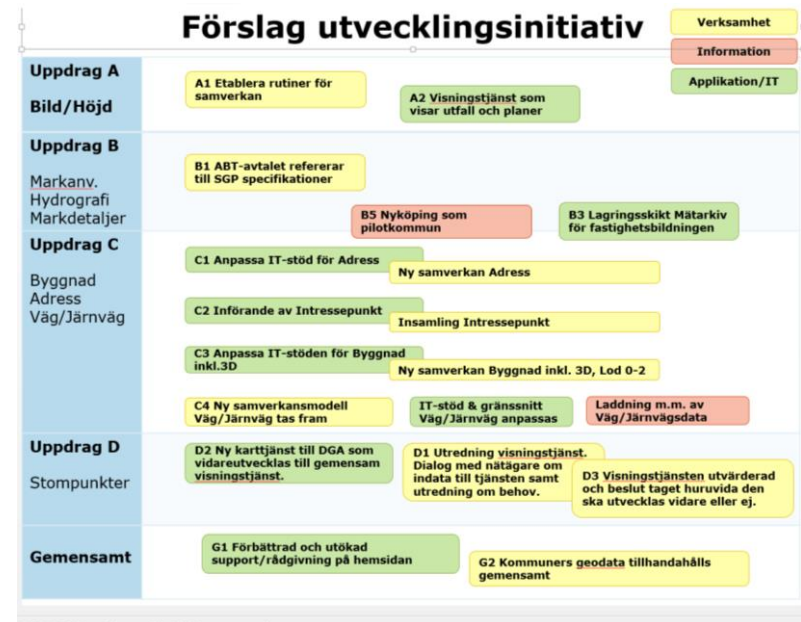 Förslag utvecklingsinitiativ
Verksamhet
Information
Applikation/IT
Uppdrag A
Bild/Höjd
A1 Etablera rutiner för
samverkan
A2 Visningstjänst som
visar utfall och planer
Uppdrag B
Markanv.
Hydrografi
Markdetaljer
B1 ABT-avtalet refererar
till SGP specifikationer
B5 Nyköping som
pilotkommun
B3 Lagringsskikt Mätarkiv
för fastighetsbildningen
Uppdrag C
Byggnad
Adress
Väg/Järnväg
C1 Anpassa IT-stöd för Adress
Ny samverkan Adress
C2 Införande av Intressepunkt
Insamling Intressepunkt
C3 Anpassa IT-stöden för Byggnad
inkl.3D
Ny samverkan Byggnad inkl. 3D, Lod 0-2
C4 Ny samverkansmodell
Väg/Järnväg tas fram
IT-stöd & gränssnitt
Väg/Järnväg anpassas
Laddning m.m. av
Väg/Järnvägsdata
Uppdrag D
Stompunkter
D2 Ny karttjänst till DGA som
vidareutvecklas till gemensam
visningstjänst.
D1 Utredning visningstjänst.
Dialog med nätägare om
indata till tjänsten samt
utredning om behov.
D3 Visningstjänsten utvärderad
och beslut taget huruvida den
ska utvecklas vidare eller ej.
Gemensamt
G1 Förbättrad och utökad
support/rådgivning på hemsidan
G2 Kommuners geodata tillhandahålls
gemensamt